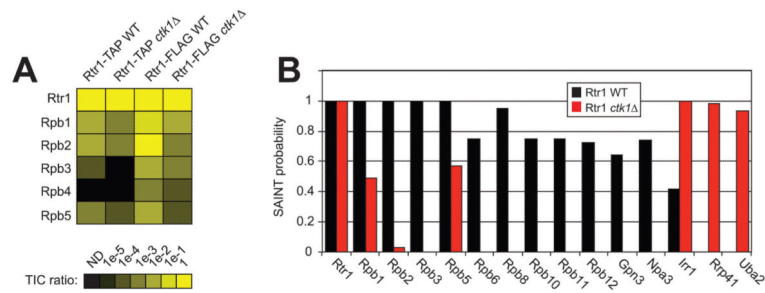 A
Rtr1-TAP WT
Rtr1-TAP ctk1Δ
Rtr1-FLAG WT
Rtr1-FLAG ctk1Δ
Rtr1
Rpb1
Rpb2
Rpb3
Rpb4
Rpb5
TIC ratio:
ND
1e-5
1e-4
1e-3
1e-2
1e-1
1
B
SAINT probability
1
0.8
0.6
0.4
0.2
0
Rtr1 WT
Rtr1 ctk1Δ
Rtr1
Rpb1
Rpb2
Rpb3
Rpb5
Rpb6
Rpb8
Rpb10
Rpb11
Rpb12
Gpn3
Npa3
Irr1
Rrp41
Uba2